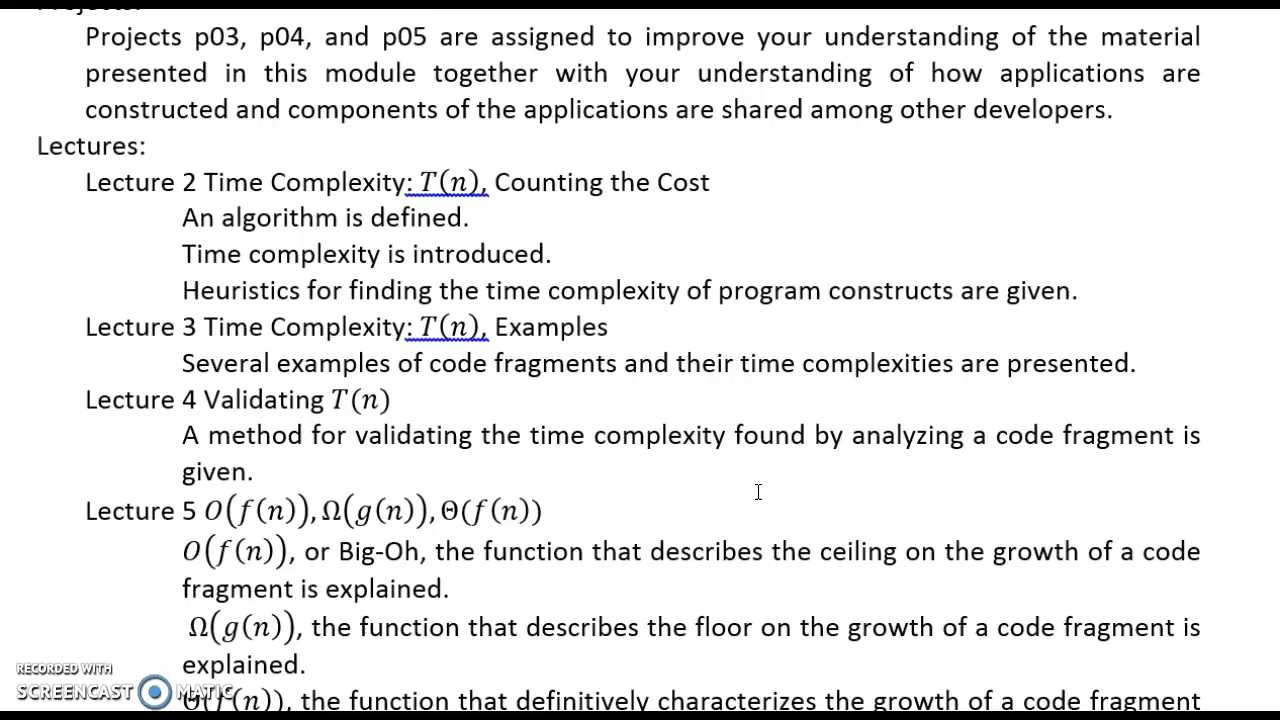 Projects:
Projects p03, p04, and p05 are assigned to improve your understanding of the material
presented in this module together with your understanding of how applications are
constructed and components of the applications are shared among other developers.
Lectures:
Lecture 2 Time Complexity: T(n), Counting the Cost
An algorithm is defined.
Time complexity is introduced.
Heuristics for finding the time complexity of program constructs are given.
Lecture 3 Time Complexity: T(n), Examples
Several examples of code fragments and their time complexities are presented.
Lecture 4 Validating T(n)
A method for validating the time complexity found by analyzing a code fragment is
given.
Lecture 5 O(f(n)), Ω(g(n)), Θ(f(n))
O(f(n)), or Big-Oh, the function that describes the ceiling on the growth of a code
fragment is explained.
Ω(g(n)), the function that describes the floor on the growth of a code fragment is
explained.
Θ(f(n)), the function that definitively characterizes the growth of a code fragment
RECORDED WITH
SCREENCAST MATIC